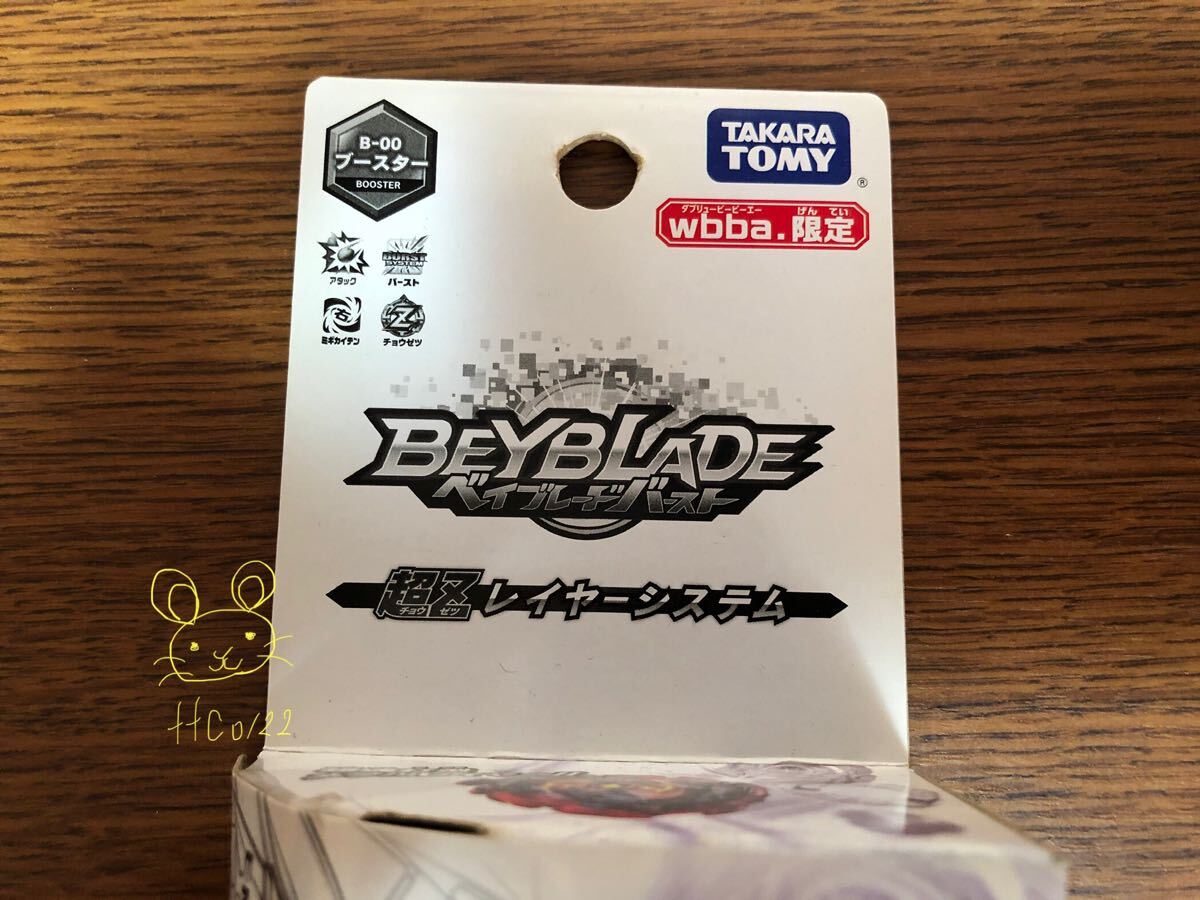 B-00
ブースター
BOOSTER
TAKARA
TOMY
®
ダブリュービービーエー
げん てい
wbba.限定
アタック
BURST
SYSTEM
バースト
ミギカイテン
チョウゼツ
BEYBLADE
ベイブレードバースト
超Zレイヤーシステム
チョウ ゼツ
HCo122